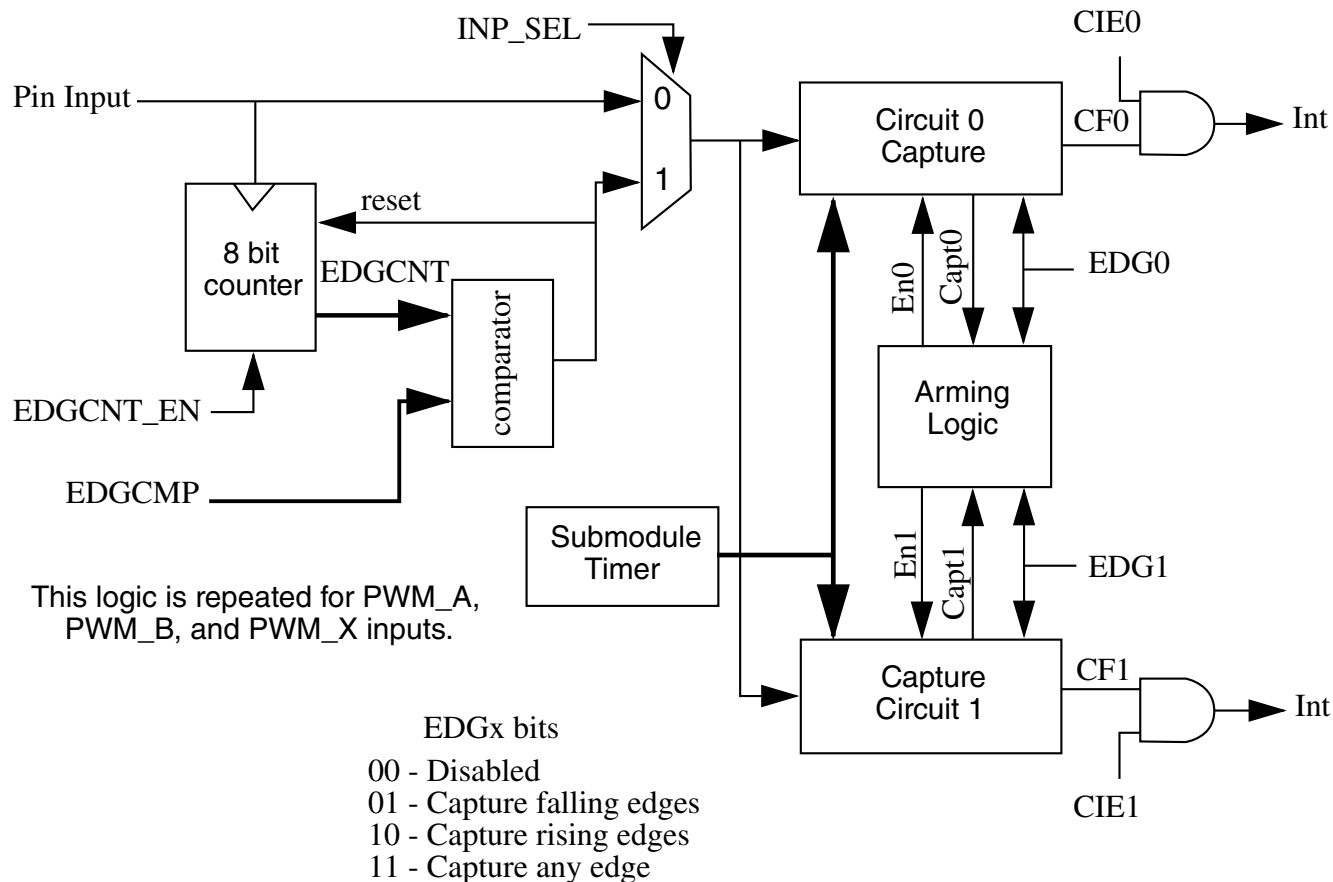 INP_SEL
CIE0
Pin Input
0
Circuit 0
Capture
CF0
Int
1
reset
8 bit
counter
EDGCNT
comparator
En0
Capt0
EDG0
EDGCNT_EN
Arming
Logic
EDGCMP
Submodule
Timer
En1
Capt1
EDG1
This logic is repeated for PWM_A,
PWM_B, and PWM_X inputs.
Capture
Circuit 1
CF1
Int
CIE1
EDGx bits
00 - Disabled
01 - Capture falling edges
10 - Capture rising edges
11 - Capture any edge